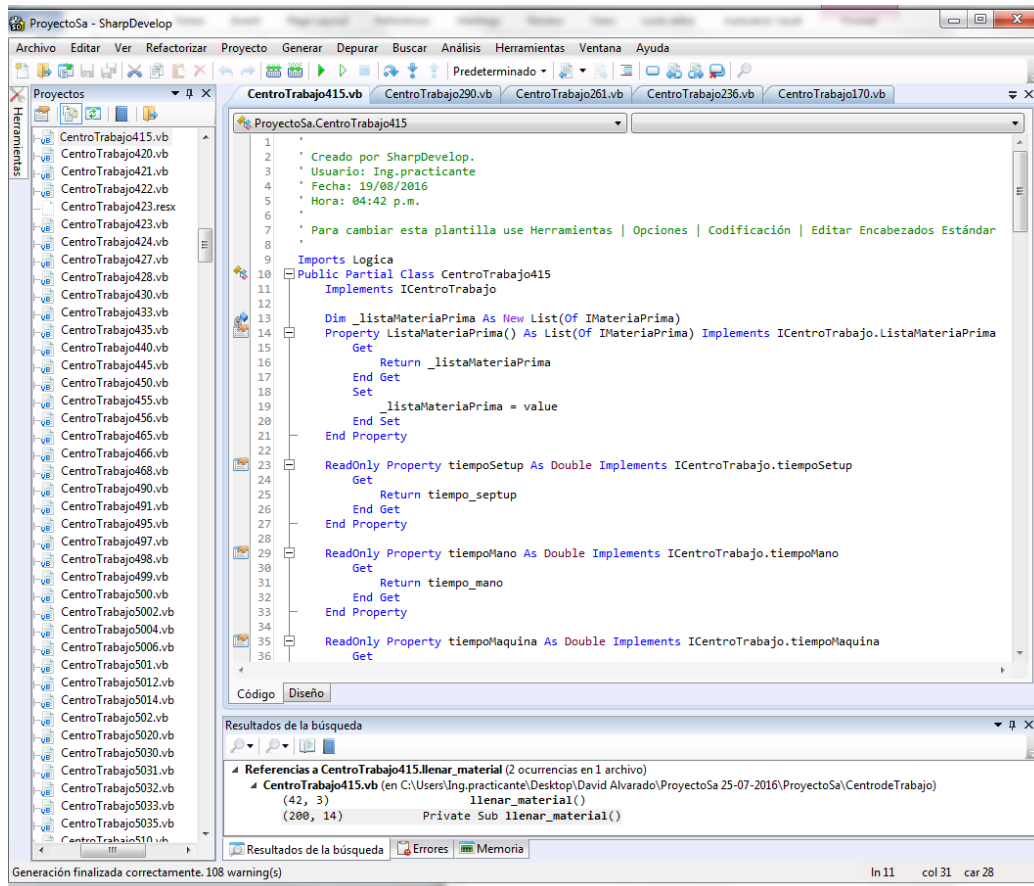 ProyectoSa - SharpDevelop
Archivo Editar Ver Refactorizar Proyecto Generar Depurar Buscar Análisis Herramientas Ventana Ayuda
Predeterminado
Herramientas
Proyectos
CentroTrabajo415.vb
CentroTrabajo420.vb
CentroTrabajo421.vb
CentroTrabajo422.vb
CentroTrabajo423.resx
CentroTrabajo423.vb
CentroTrabajo424.vb
CentroTrabajo427.vb
CentroTrabajo428.vb
CentroTrabajo430.vb
CentroTrabajo433.vb
CentroTrabajo435.vb
CentroTrabajo440.vb
CentroTrabajo445.vb
CentroTrabajo450.vb
CentroTrabajo455.vb
CentroTrabajo456.vb
CentroTrabajo465.vb
CentroTrabajo466.vb
CentroTrabajo468.vb
CentroTrabajo490.vb
CentroTrabajo491.vb
CentroTrabajo495.vb
CentroTrabajo497.vb
CentroTrabajo498.vb
CentroTrabajo499.vb
CentroTrabajo500.vb
CentroTrabajo5002.vb
CentroTrabajo5004.vb
CentroTrabajo5006.vb
CentroTrabajo501.vb
CentroTrabajo5012.vb
CentroTrabajo5014.vb
CentroTrabajo502.vb
CentroTrabajo5020.vb
CentroTrabajo5030.vb
CentroTrabajo5031.vb
CentroTrabajo5032.vb
CentroTrabajo5033.vb
CentroTrabajo5035.vb
CentroTrabajo510.vb
CentroTrabajo415.vb CentroTrabajo290.vb CentroTrabajo261.vb CentroTrabajo236.vb CentroTrabajo170.vb
ProyectoSa.CentroTrabajo415
1 '
2 ' Creado por SharpDevelop.
3 ' Usuario: Ing.practicante
4 ' Fecha: 19/08/2016
5 ' Hora: 04:42 p.m.
6 '
7 ' Para cambiar esta plantilla use Herramientas | Opciones | Codificación | Editar Encabezados Estándar
8 '
9 Imports Logica
10 Public Partial Class CentroTrabajo415
11 Implements ICentroTrabajo
12
13 Dim _listaMateriaPrima As New List(Of IMateriaPrima)
14 Property ListaMateriaPrima() As List(Of IMateriaPrima) Implements ICentroTrabajo.ListaMateriaPrima
15 Get
16 Return _listaMateriaPrima
17 End Get
18 Set
19 _listaMateriaPrima = value
20 End Set
21 End Property
22
23 ReadOnly Property tiempoSetup As Double Implements ICentroTrabajo.tiempoSetup
24 Get
25 Return tiempo_septup
26 End Get
27 End Property
28
29 ReadOnly Property tiempoMano As Double Implements ICentroTrabajo.tiempoMano
30 Get
31 Return tiempo_mano
32 End Get
33 End Property
34
35 ReadOnly Property tiempoMaquina As Double Implements ICentroTrabajo.tiempoMaquina
36 Get
Código Diseño
Resultados de la búsqueda
Referencias a CentroTrabajo415.llenar_material (2 ocurrencias en 1 archivo)
CentroTrabajo415.vb (en C:\Users\Ing.practicante\Desktop\David Alvarado\ProyectoSa 25-07-2016\ProyectoSa\CentrodeTrabajo)
(42, 3) llenar_material()
(200, 14) Private Sub llenar_material()
Resultados de la búsqueda Errores Memoria
Generación finalizada correctamente. 108 warning(s) ln 11 col 31 car 28